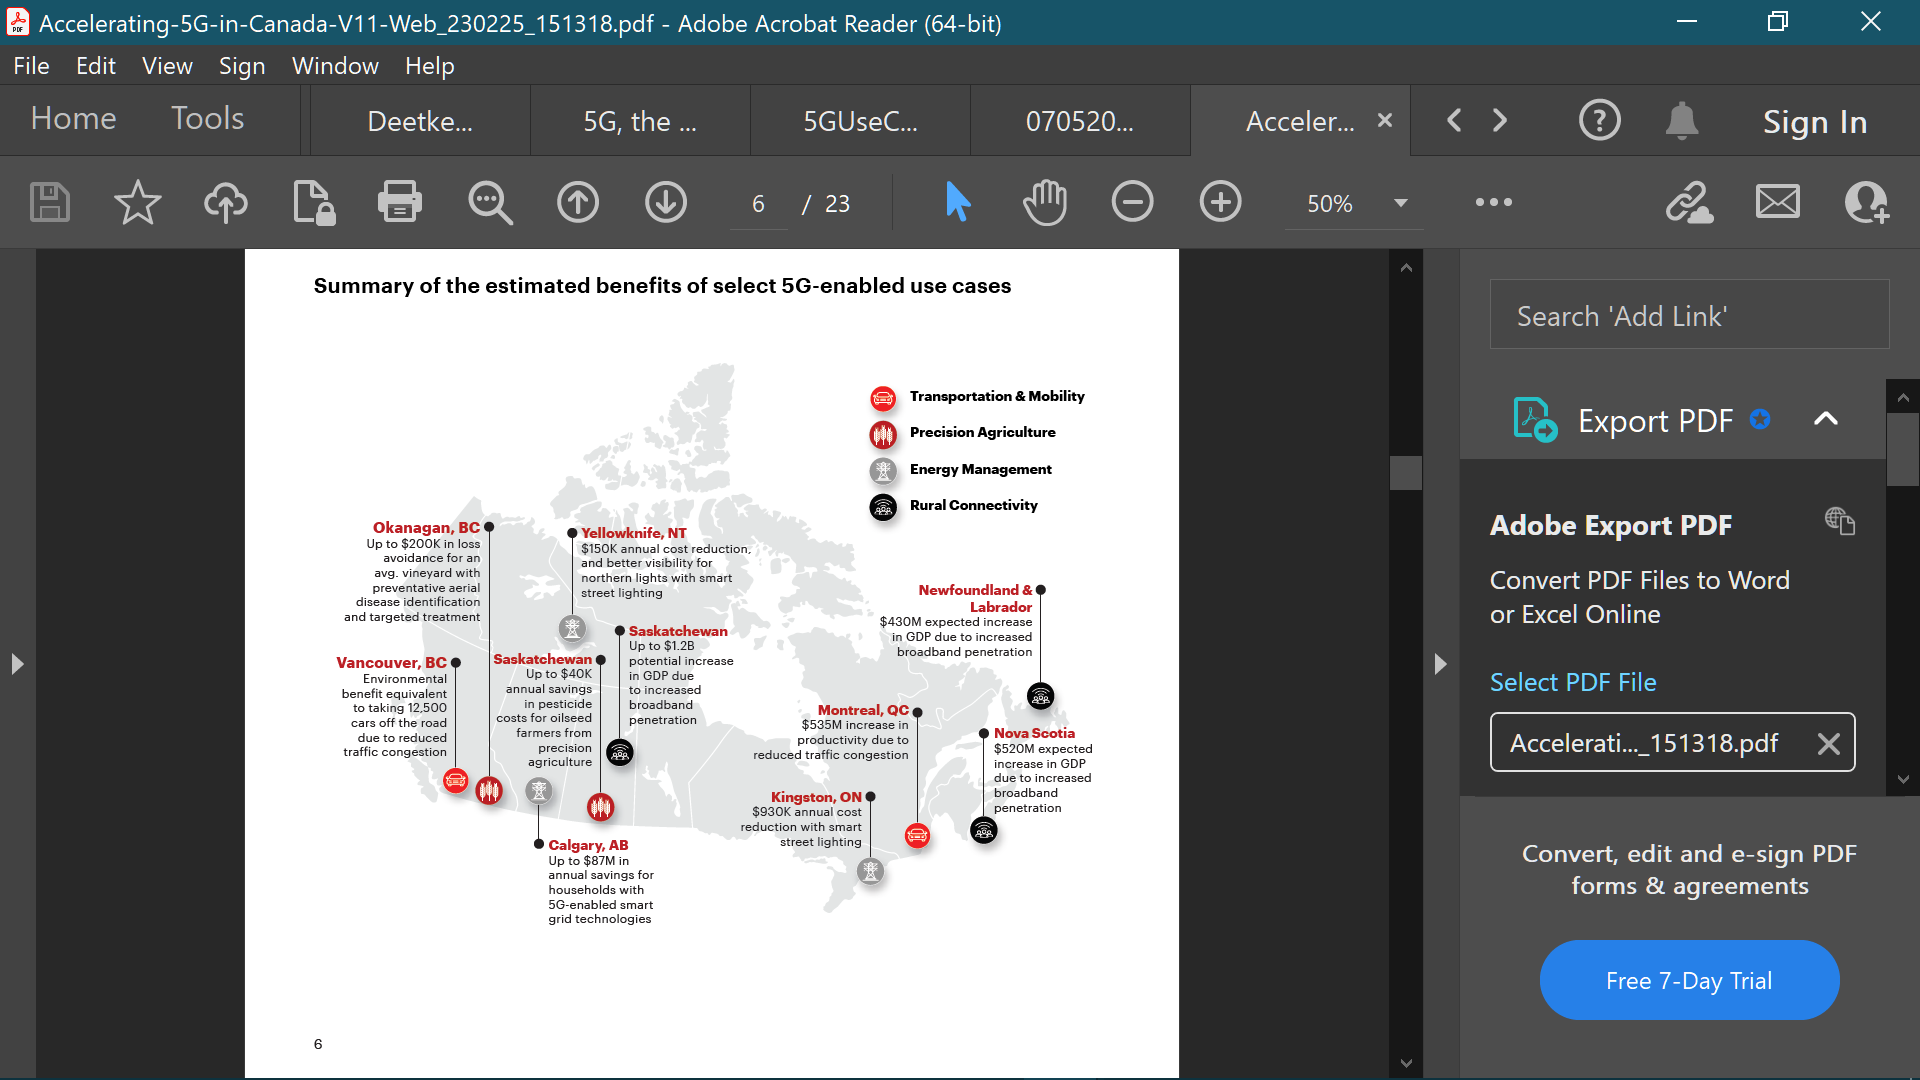 Accelerating-5G-in-Canada-V11-Web_230225_151318.pdf - Adobe Acrobat Reader (64-bit)
File Edit View Sign Window Help
Home Tools Deetke... 5G, the ... 5GUseC... 070520... Acceler... Sign In
6 / 23 50%
Summary of the estimated benefits of select 5G-enabled use cases
Transportation & Mobility
Precision Agriculture
Energy Management
Rural Connectivity
Okanagan, BC
Up to $200K in loss
avoidance for an
avg. vineyard with
preventative aerial
disease identification
and targeted treatment
Yellowknife, NT
$150K annual cost reduction,
and better visibility for
northern lights with smart
street lighting
Newfoundland &
Labrador
$430M expected increase
in GDP due to increased
broadband penetration
Saskatchewan
Up to $1.2B
potential increase
in GDP due
to increased
broadband
penetration
Vancouver, BC
Environmental
benefit equivalent
to taking 12,500
cars off the road
due to reduced
traffic congestion
Saskatchewan
Up to $40K
annual savings
in pesticide
costs for oilseed
farmers from
precision
agriculture
Montreal, QC
$535M increase in
productivity due to
reduced traffic congestion
Nova Scotia
$520M expected
increase in GDP
due to increased
broadband
penetration
Kingston, ON
$930K annual cost
reduction with smart
street lighting
Calgary, AB
Up to $87M in
annual savings for
households with
5G-enabled smart
grid technologies
6
Search 'Add Link'
Export PDF
Adobe Export PDF
Convert PDF Files to Word
or Excel Online
Select PDF File
Accelerati..._151318.pdf
Convert, edit and e-sign PDF
forms & agreements
Free 7-Day Trial